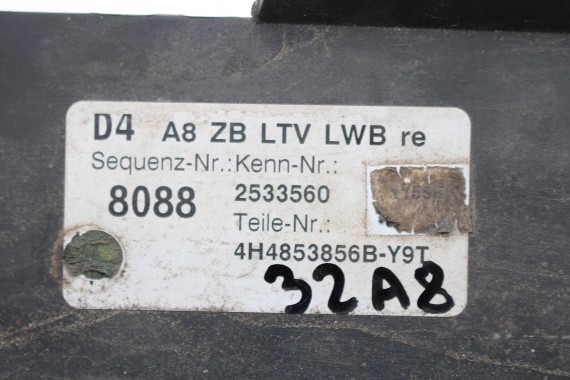 D4 A8 ZB LTV LWB re
Sequenz-Nr.: Kenn-Nr.:
8088 2533560
Teile-Nr.:
4H4853856B-Y9T
32A8